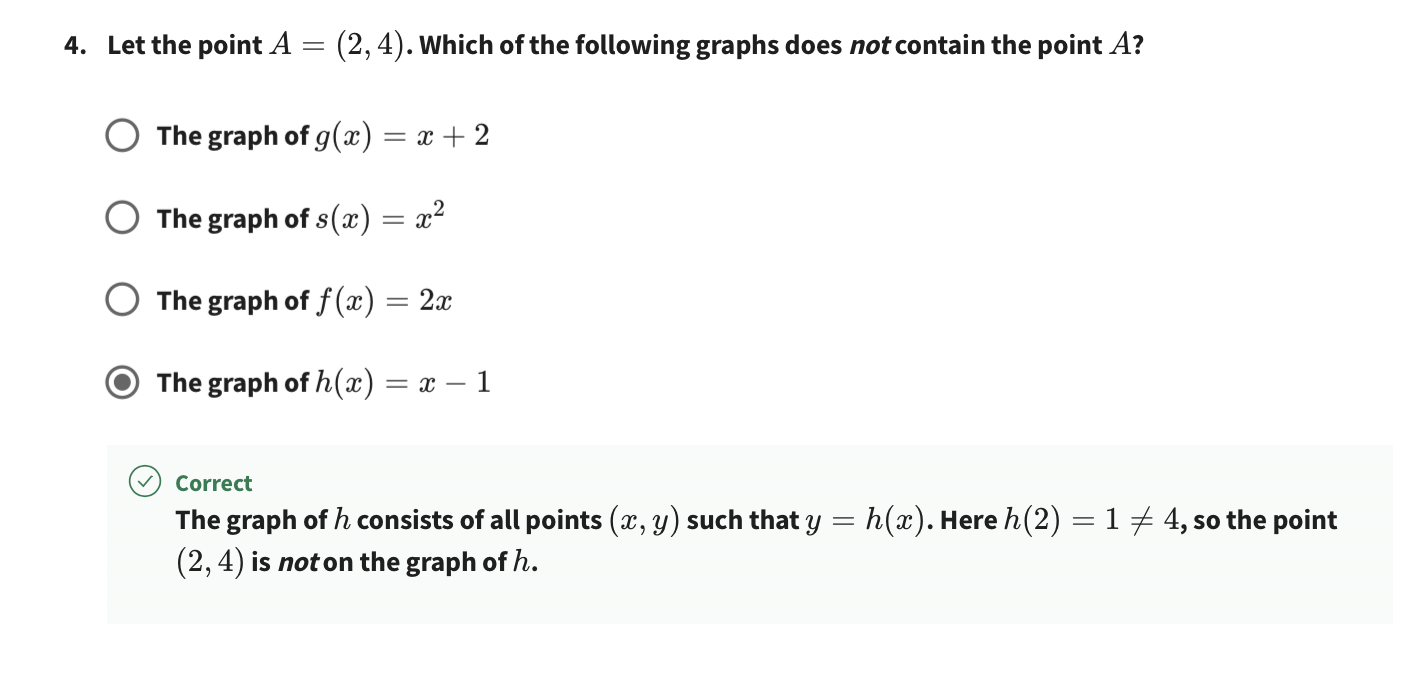 4. Let the point A = (2, 4). Which of the following graphs does not contain the point A?
The graph of g(x) = x + 2
The graph of s(x) = x²
The graph of f(x) = 2x
The graph of h(x) = x − 1
Correct
The graph of h consists of all points (x, y) such that y = h(x). Here h(2) = 1 ≠ 4, so the point
(2, 4) is not on the graph of h.